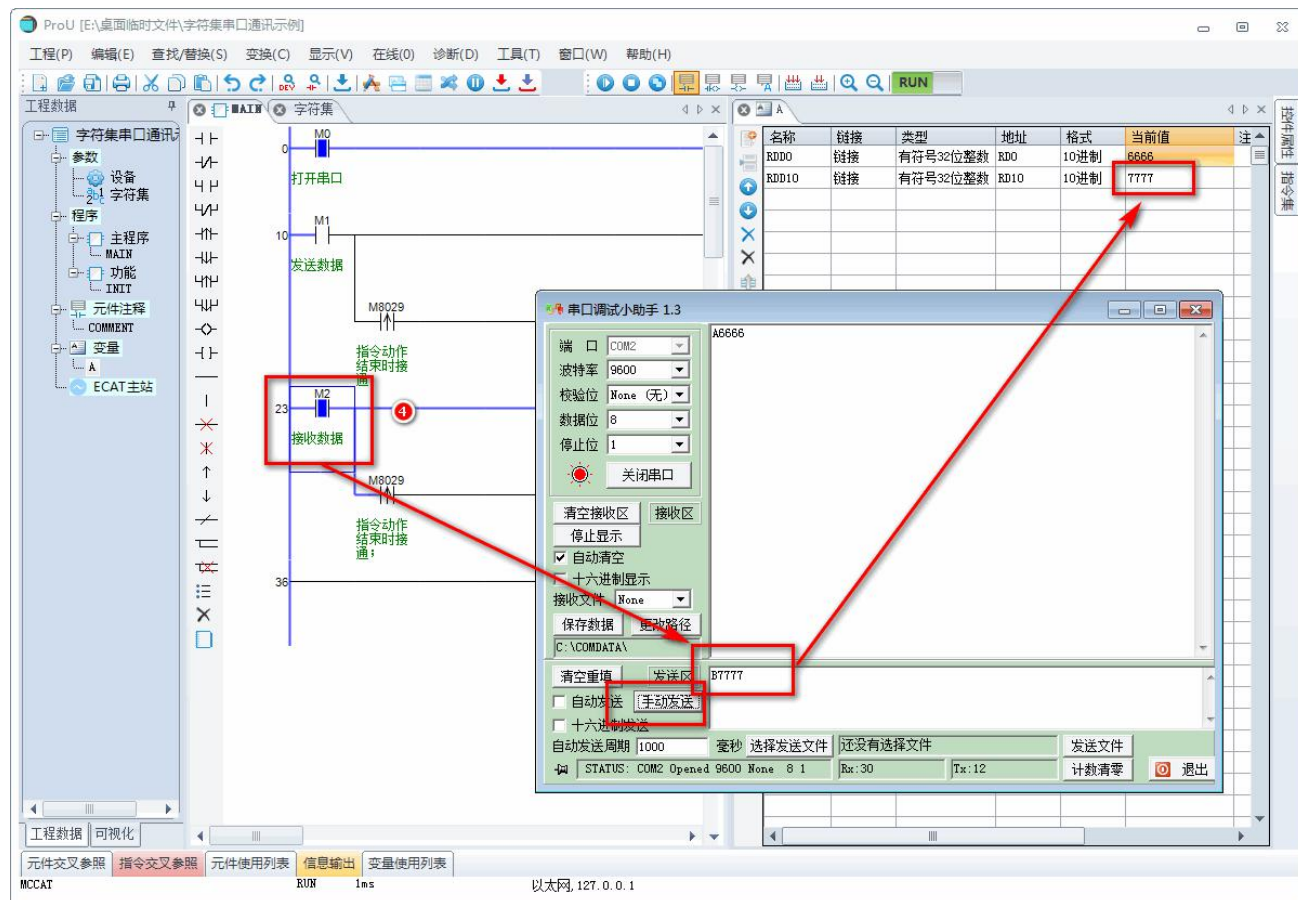 ProU [E:\桌面临时文件\字符集串口通讯示例]
工程(P) 编辑(E) 查找/替换(S) 变换(C) 显示(V) 在线(O) 诊断(D) 工具(T) 窗口(W) 帮助(H)
DEV RUN
工程数据
字符集串口通讯示
参数
设备
字符集
程序
主程序
MAIN
功能
INIT
元件注释
COMMENT
变量
A
ECAT主站
工程数据 可视化
MAIN 字符集
0 M0
打开串口
10 M1
发送数据
M8029
指令动作
结束时接
通
23 M2
④
接收数据
M8029
指令动作
结束时接
通;
36
A
名称 链接 类型 地址 格式 当前值 注
RDD0 链接 有符号32位整数 RD0 10进制 6666
RDD10 链接 有符号32位整数 RD10 10进制 7777
控件属性
指令集
串口调试小助手 1.3
端 口 COM2
波特率 9600
校验位 None (无)
数据位 8
停止位 1
关闭串口
清空接收区 接收区
停止显示
自动清空
十六进制显示
接收文件 None
保存数据 更改路径
C:\COMDATA\
A6666
清空重填 发送区
B7777
自动发送 手动发送
十六进制发送
自动发送周期 1000 毫秒 选择发送文件 还没有选择文件 发送文件
STATUS: COM2 Opened 9600 None 8 1 Rx:30 Tx:12 计数清零 退出
元件交叉参照 指令交叉参照 元件使用列表 信息输出 变量使用列表
MCCAT RUN 1ms 以太网,127.0.0.1